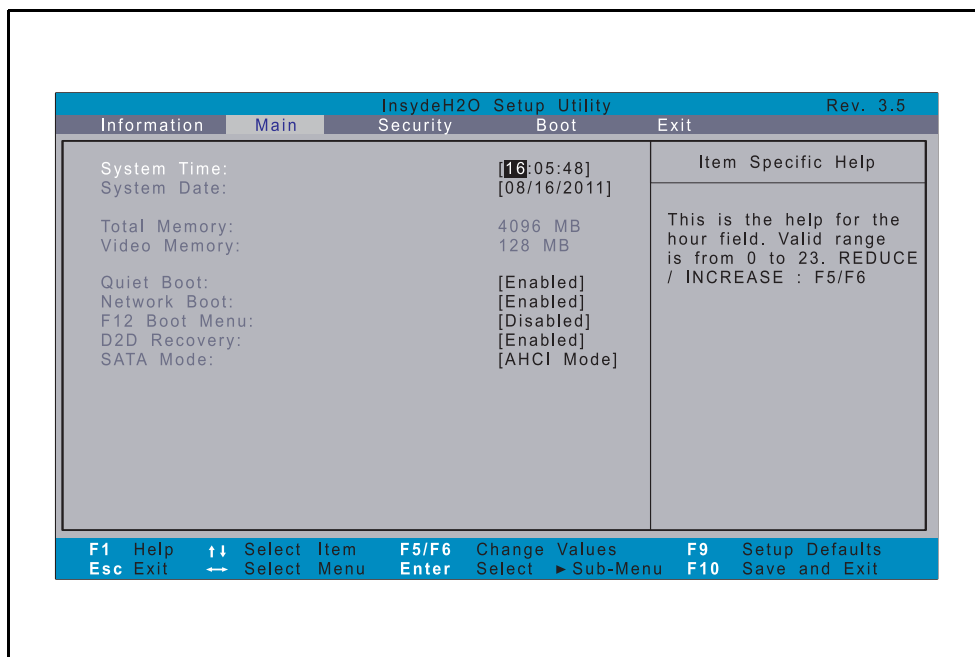 InsydeH2O Setup Utility Rev. 3.5
Information Main Security Boot Exit
System Time: [16:05:48]
System Date: [08/16/2011]
Total Memory: 4096 MB
Video Memory: 128 MB
Quiet Boot: [Enabled]
Network Boot: [Enabled]
F12 Boot Menu: [Disabled]
D2D Recovery: [Enabled]
SATA Mode: [AHCI Mode]
Item Specific Help
This is the help for the
hour field. Valid range
is from 0 to 23. REDUCE
/ INCREASE : F5/F6
F1 Help ↑↓ Select Item F5/F6 Change Values F9 Setup Defaults
Esc Exit ↔ Select Menu Enter Select ►Sub-Menu F10 Save and Exit